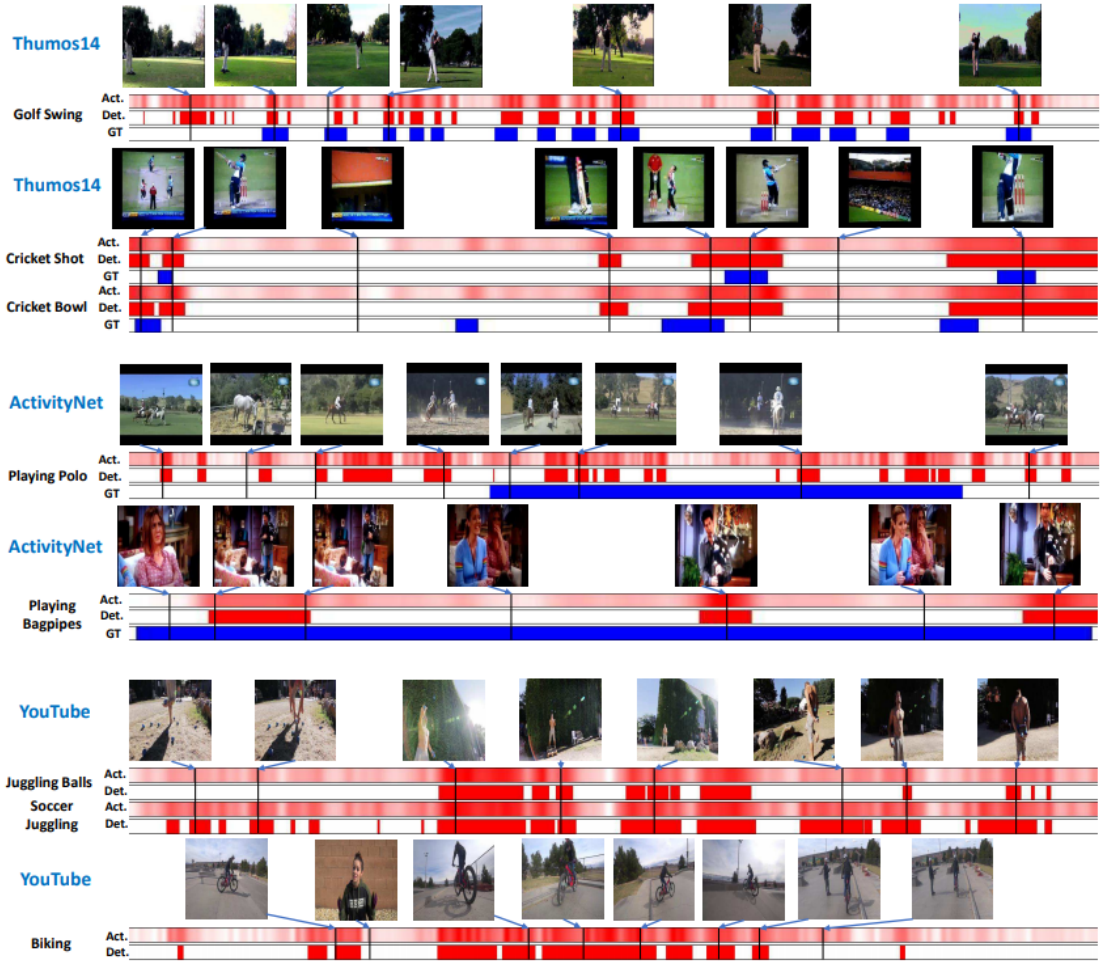 Thumos14
Act.
Golf Swing Det.
GT
Thumos14
Act.
Cricket Shot Det.
GT
Act.
Cricket Bowl Det.
GT
ActivityNet
Act.
Playing Polo Det.
GT
ActivityNet
Playing Bagpipes
Act.
Det.
GT
YouTube
Juggling Balls Act.
Det.
Soccer Juggling
Act.
Det.
YouTube
Biking Act.
Det.